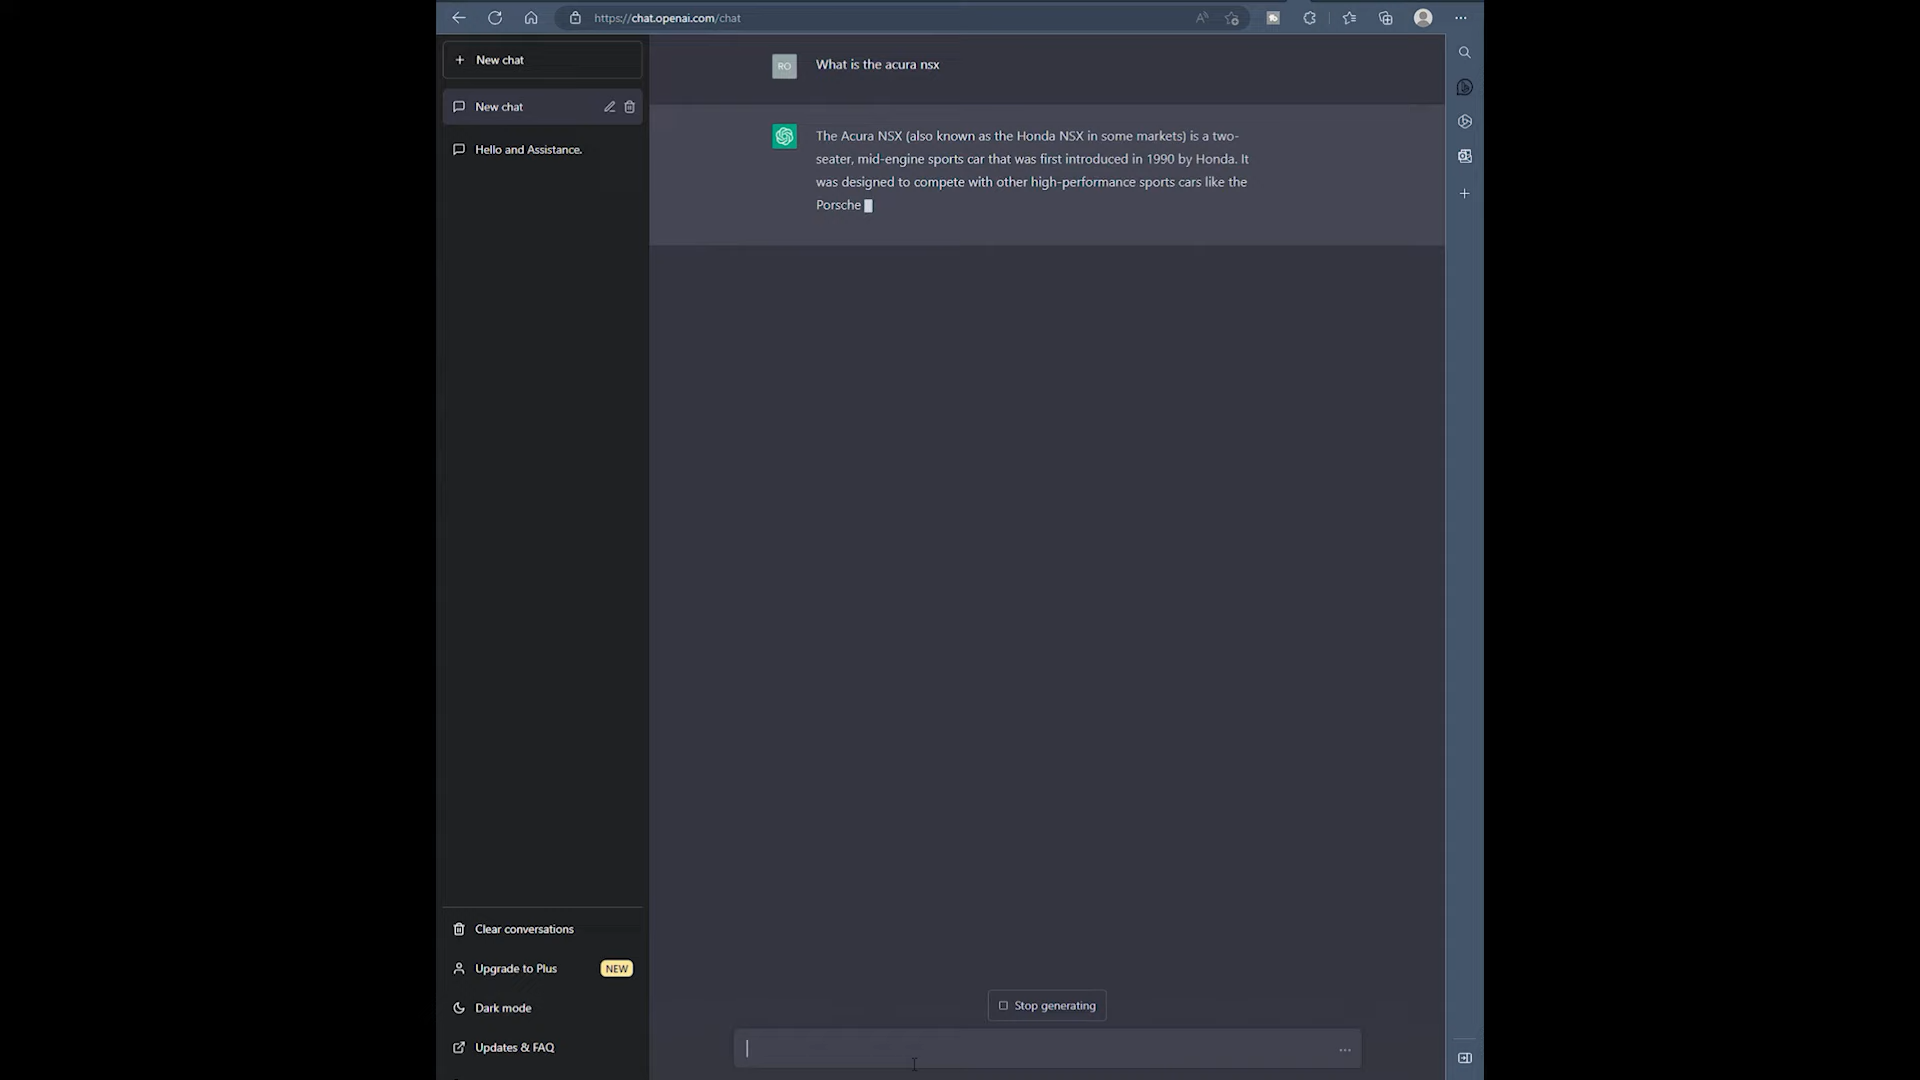 https://chat.openai.com/chat
New chat
New chat
Hello and Assistance.
RO
What is the acura nsx
The Acura NSX (also known as the Honda NSX in some markets) is a two-
seater, mid-engine sports car that was first introduced in 1990 by Honda. It
was designed to compete with other high-performance sports cars like the
Porsche
Clear conversations
Upgrade to Plus NEW
Dark mode
Updates & FAQ
Stop generating